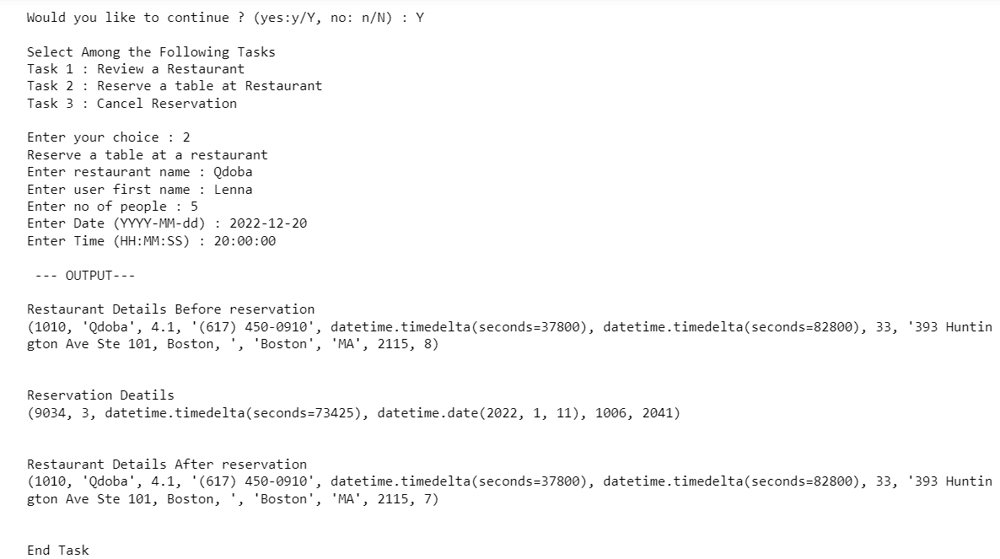 Would you like to continue ? (yes:y/Y, no: n/N) : Y
Select Among the Following Tasks
Task 1 : Review a Restaurant
Task 2 : Reserve a table at Restaurant
Task 3 : Cancel Reservation
Enter your choice : 2
Reserve a table at a restaurant
Enter restaurant name : Qdoba
Enter user first name : Lenna
Enter no of people : 5
Enter Date (YYYY-MM-dd) : 2022-12-20
Enter Time (HH:MM:SS) : 20:00:00
--- OUTPUT---
Restaurant Details Before reservation
(1010, 'Qdoba', 4.1, '(617) 450-0910', datetime.timedelta(seconds=37800), datetime.timedelta(seconds=82800), 33, '393 Huntin
gton Ave Ste 101, Boston, ', 'Boston', 'MA', 2115, 8)
Reservation Deatils
(9034, 3, datetime.timedelta(seconds=73425), datetime.date(2022, 1, 11), 1006, 2041)
Restaurant Details After reservation
(1010, 'Qdoba', 4.1, '(617) 450-0910', datetime.timedelta(seconds=37800), datetime.timedelta(seconds=82800), 33, '393 Huntin
gton Ave Ste 101, Boston, ', 'Boston', 'MA', 2115, 7)
End Task